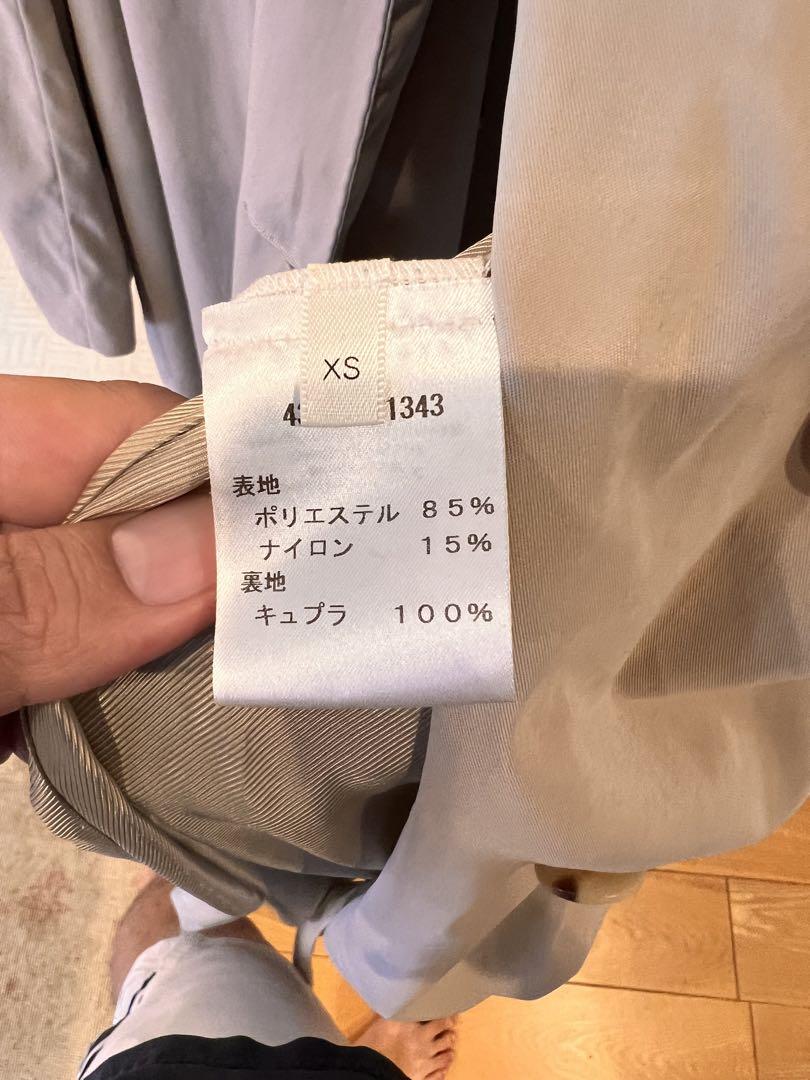 XS
1343
表地
ポリエステル 85%
ナイロン 15%
裏地
キュプラ 100%